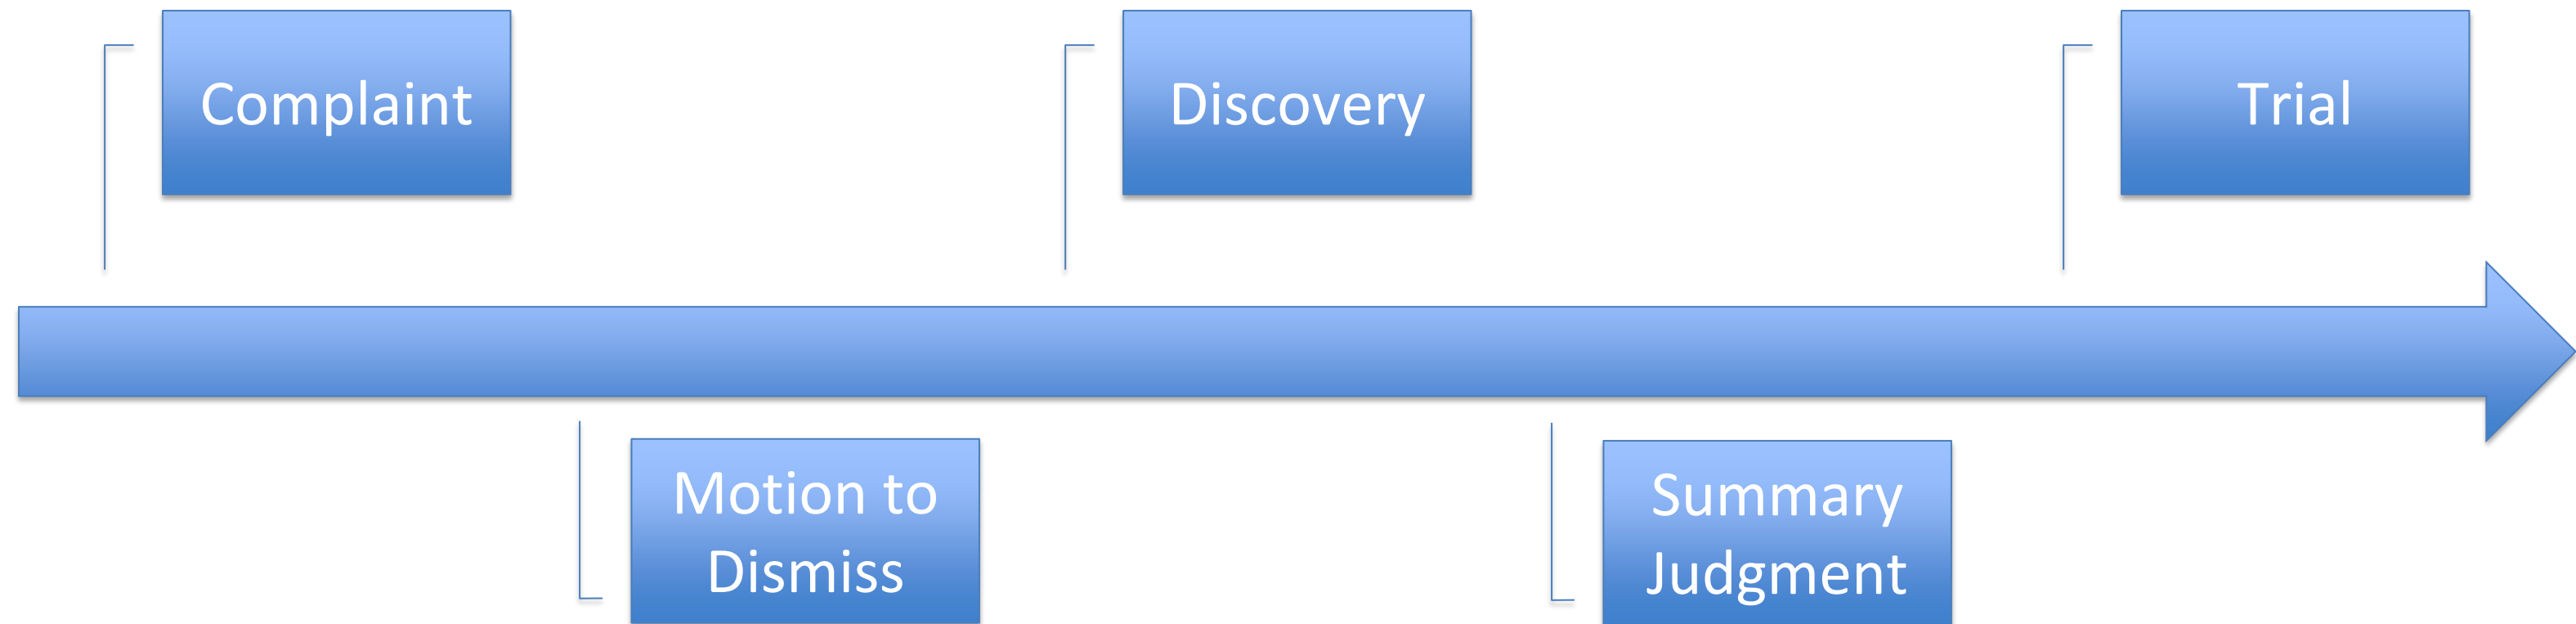 Complaint
Discovery
Trial
Motion to
Dismiss
Summary
Judgment